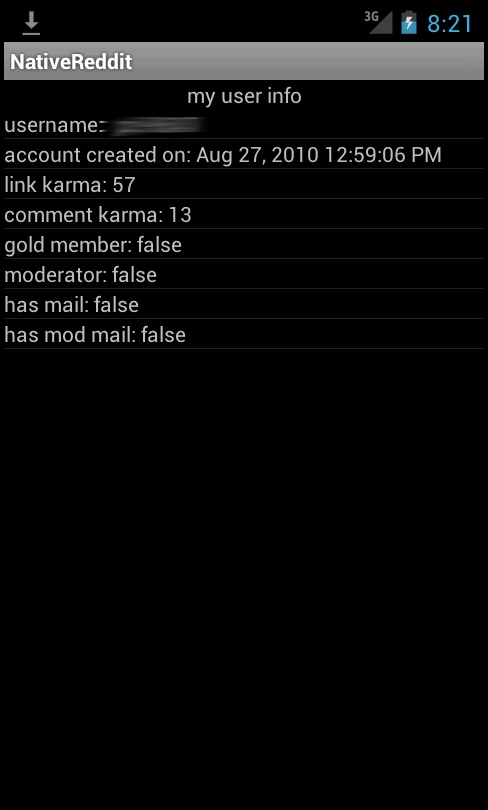 3G 8:21
NativeReddit
my user info
username:
account created on: Aug 27, 2010 12:59:06 PM
link karma: 57
comment karma: 13
gold member: false
moderator: false
has mail: false
has mod mail: false